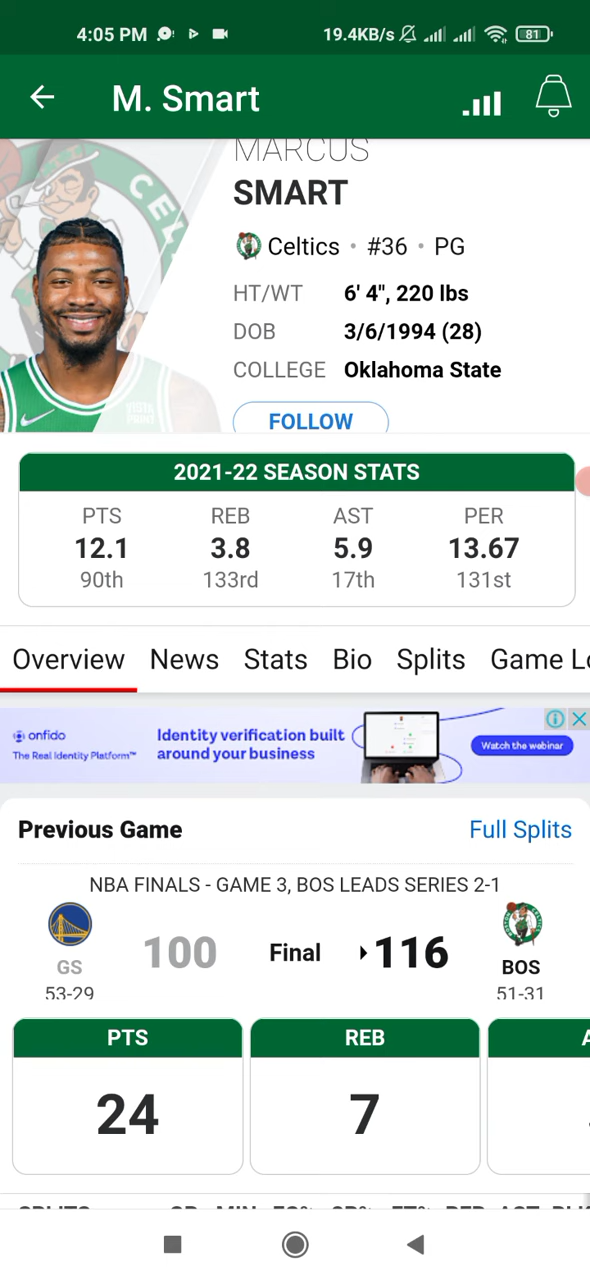 4:05 PM 19.4KB/s 81
M. Smart
MARCUS
SMART
Celtics • #36 • PG
HT/WT 6' 4", 220 lbs
DOB 3/6/1994 (28)
COLLEGE Oklahoma State
FOLLOW
2021-22 SEASON STATS
PTS REB AST PER
12.1 3.8 5.9 13.67
90th 133rd 17th 131st
Overview News Stats Bio Splits Game Lo
onfido
The Real Identity Platform™
Identity verification built
around your business
Watch the webinar
Previous Game Full Splits
NBA FINALS - GAME 3, BOS LEADS SERIES 2-1
GS 100 Final 116 BOS
53-29 51-31
PTS REB A
24 7